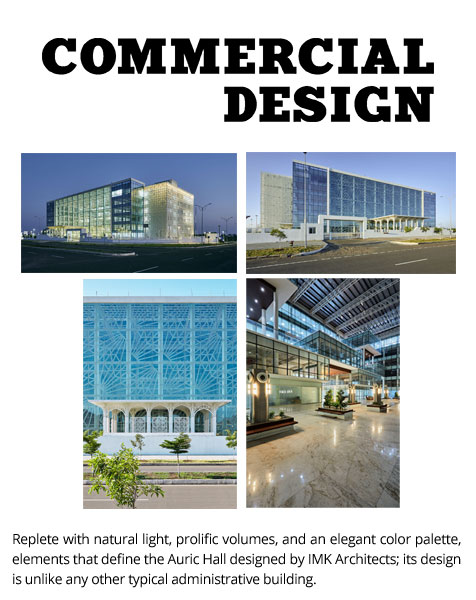 COMMERCIAL
DESIGN
Replete with natural light, prolific volumes, and an elegant color palette,
elements that define the Auric Hall designed by IMK Architects; its design
is unlike any other typical administrative building.